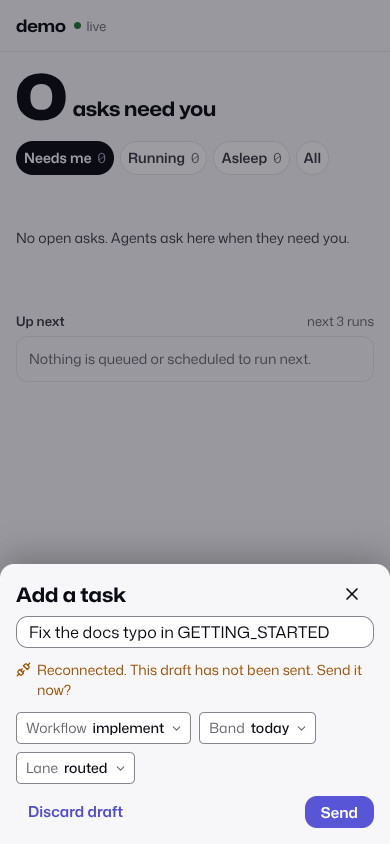 demo live
0 asks need you
Needs me 0 Running 0 Asleep 0 All
No open asks. Agents ask here when they need you.
Up next next 3 runs
Nothing is queued or scheduled to run next.
Add a task
Fix the docs typo in GETTING_STARTED
Reconnected. This draft has not been sent. Send it
now?
Workflow implement Band today
Lane routed
Discard draft Send